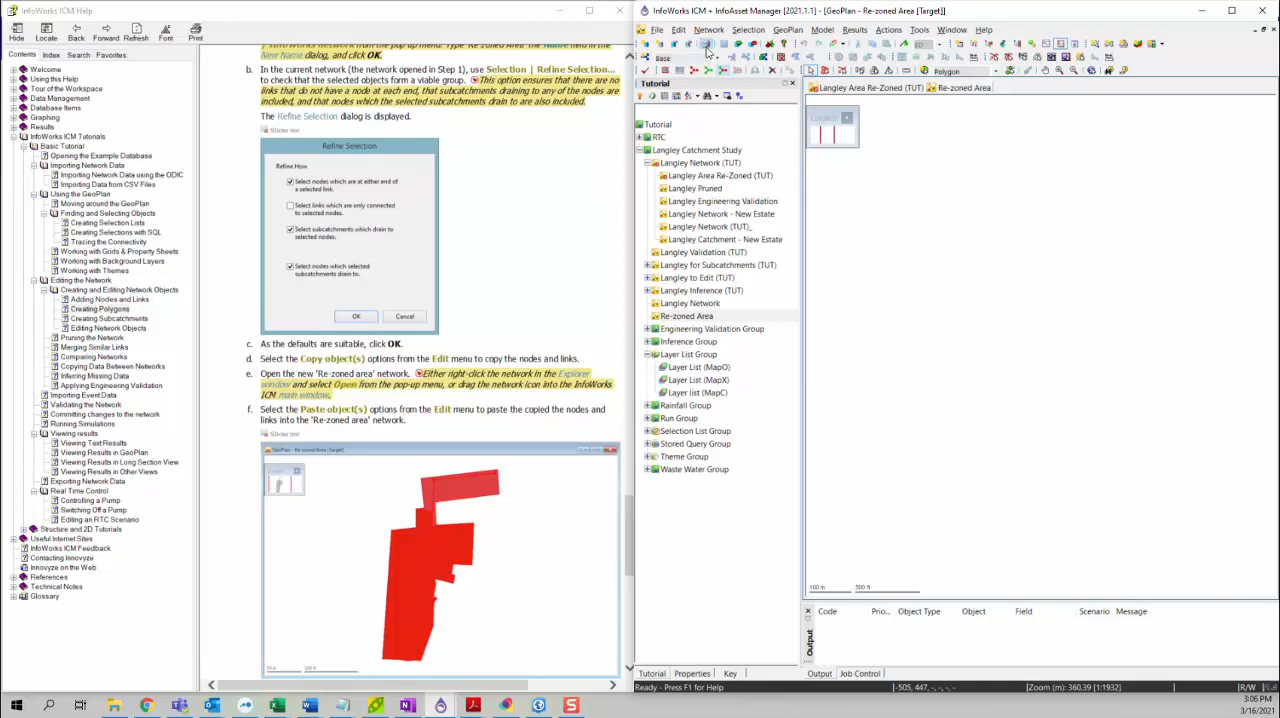 InfoWorks ICM Help
Hide Locate Back Forward Refresh Font Print
Contents Index Search Favorites
Welcome
Using this Help
Tour of the Workspace
Data Management
Database Items
Graphing
Results
InfoWorks ICM Tutorials
Basic Tutorial
Opening the Example Database
Importing Network Data
Importing Network Data using the ODIC
Importing Data from CSV Files
Using the GeoPlan
Moving around the GeoPlan
Finding and Selecting Objects
Creating Selection Lists
Creating Selections with SQL
Tracing the Connectivity
Working with Grids & Property Sheets
Working with Background Layers
Working with Themes
Editing the Network
Creating and Editing Network Objects
Adding Nodes and Links
Creating Polygons
Creating Subcatchments
Editing Network Objects
Pruning the Network
Merging Similar Links
Comparing Networks
Copying Data Between Networks
Inferring Missing Data
Applying Engineering Validation
Importing Event Data
Validating the Network
Committing changes to the network
Running Simulations
Viewing results
Viewing Text Results
Viewing Results in GeoPlan
Viewing Results in Long Section View
Viewing Results in Other Views
Exporting Network Data
Real Time Control
Controlling a Pump
Switching Off a Pump
Editing an RTC Scenario
Structure and 2D Tutorials
Useful Internet Sites
InfoWorks ICM Feedback
Contacting Innovyze
Innovyze on the Web
References
Technical Notes
Glossary
New Name dialog, and click OK.
b. In the current network (the network opened in Step 1), use Selection | Refine Selection...
to check that the selected objects form a viable group. This option ensures that there are no
links that do not have a node at each end, that subcatchments draining to any of the nodes are
included, and that nodes which the selected subcatchments drain to are also included.
The Refine Selection dialog is displayed.
Show me
Refine Selection
Refine How:
Select nodes which are at either end of
a selected link.
Select links which are only connected
to selected nodes.
Select subcatchments which drain to
selected nodes.
Select nodes which selected
subcatchments drain to.
OK Cancel
c. As the defaults are suitable, click OK.
d. Select the Copy object(s) options from the Edit menu to copy the nodes and links.
e. Open the new 'Re-zoned area' network. Either right-click the network in the Explorer
window and select Open from the pop-up menu, or drag the network icon into the InfoWorks
ICM main window.
f. Select the Paste object(s) options from the Edit menu to paste the copied the nodes and
links into the 'Re-zoned area' network.
Show me
GeoPlan - Re-zoned Area (Target)
InfoWorks ICM + InfoAsset Manager [2021.1.1] - [GeoPlan - Re-zoned Area [Target]]
File Edit Network Selection GeoPlan Model Results Actions Tools Window Help
Base
Polygon
Tutorial
Tutorial
RTC
Langley Catchment Study
Langley Network (TUT)
Langley Area Re-Zoned (TUT)
Langley Pruned
Langley Engineering Validation
Langley Network - New Estate
Langley Network (TUT)_
Langley Catchment - New Estate
Langley Validation (TUT)
Langley for Subcatchments (TUT)
Langley to Edit (TUT)
Langley Inference (TUT)
Langley Network
Re-zoned Area
Engineering Validation Group
Inference Group
Layer List Group
Layer List (MapO)
Layer List (MapX)
Layer list (MapC)
Rainfall Group
Run Group
Selection List Group
Stored Query Group
Theme Group
Waste Water Group
Tutorial Properties Key
Langley Area Re-Zoned (TUT) Re-zoned Area
Locator
100 m 500 ft
Code Prio... Object Type Object Field Scenario Message
Output
Output Job Control
Ready - Press F1 for Help -505, 447, -, -, - Zoom (m): 360.39 [1:1932] R/W
3:06 PM
3/16/2021